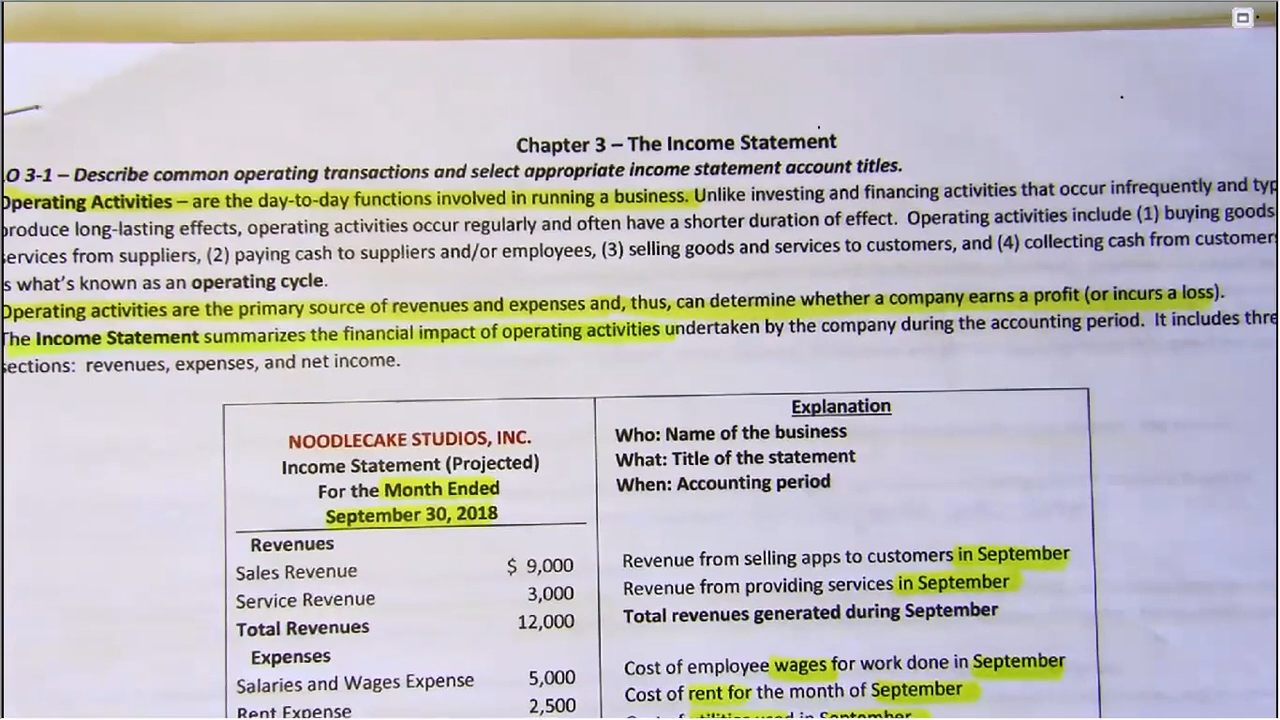 Chapter 3 – The Income Statement
LO 3-1 – Describe common operating transactions and select appropriate income statement account titles.
Operating Activities – are the day-to-day functions involved in running a business. Unlike investing and financing activities that occur infrequently and
produce long-lasting effects, operating activities occur regularly and often have a shorter duration of effect. Operating activities include (1) buying goods
services from suppliers, (2) paying cash to suppliers and/or employees, (3) selling goods and services to customers, and (4) collecting cash from customers
s what's known as an operating cycle.
Operating activities are the primary source of revenues and expenses and, thus, can determine whether a company earns a profit (or incurs a loss).
The Income Statement summarizes the financial impact of operating activities undertaken by the company during the accounting period. It includes
sections: revenues, expenses, and net income.
NOODLECAKE STUDIOS, INC.
Income Statement (Projected)
For the Month Ended
September 30, 2018
Explanation
Who: Name of the business
What: Title of the statement
When: Accounting period
Revenues
Sales Revenue $ 9,000 Revenue from selling apps to customers in September
Service Revenue 3,000 Revenue from providing services in September
Total Revenues 12,000 Total revenues generated during September
Expenses
Salaries and Wages Expense 5,000 Cost of employee wages for work done in September
Rent Expense 2,500 Cost of rent for the month of September